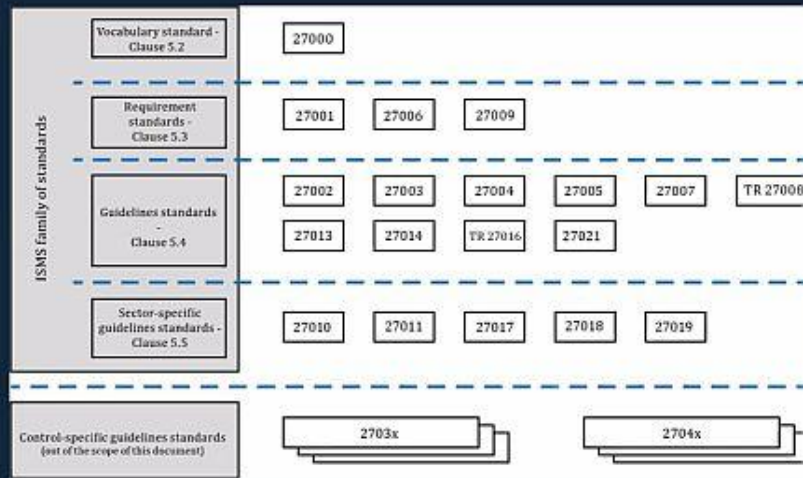 ISMS family of standards
Vocabulary standard -
Clause 5.2
27000
Requirement
standards -
Clause 5.3
27001 27006 27009
Guidelines standards
-
Clause 5.4
27002 27003 27004 27005 27007 TR 27008
27013 27014 TR 27016 27021
Sector-specific
guidelines standards -
Clause 5.5
27010 27011 27017 27018 27019
Control-specific guidelines standards
(out of the scope of this document)
2703x 2704x